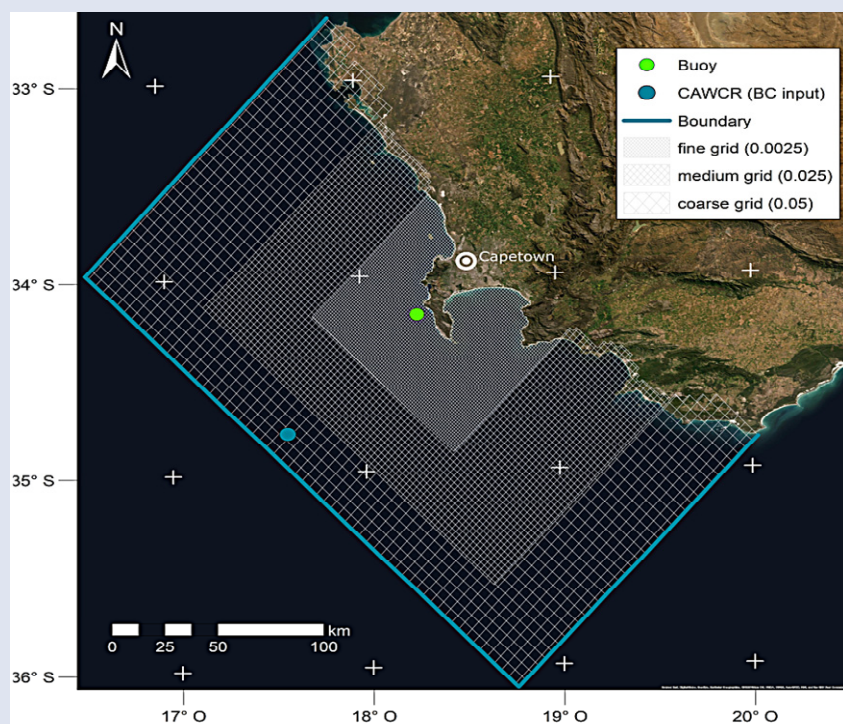 N
33° S
34° S
35° S
36° S
Buoy
CAWCR (BC input)
Boundary
fine grid (0.0025)
medium grid (0.025)
coarse grid (0.05)
Capetown
km
0 25 50 100
17° O 18° O 19° O 20° O